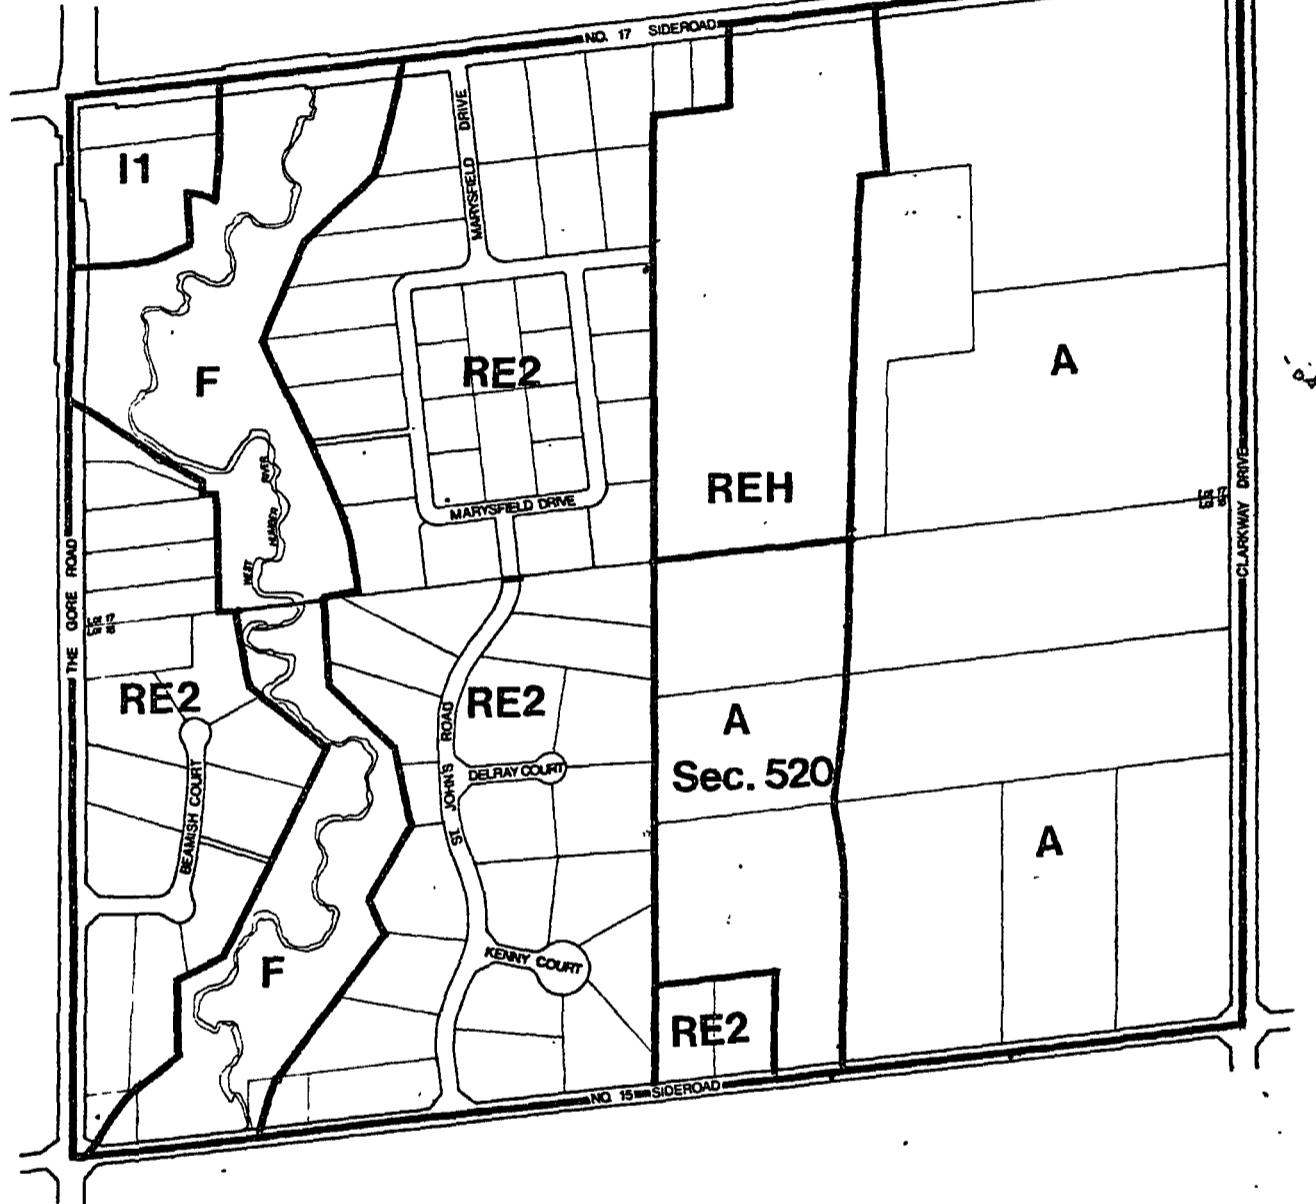 NO. 17 SIDEROAD
MARYSFIELD DRIVE
I1
F
RE2
A
REH
RIVER
HUMBER
WEST
MARYSFIELD DRIVE
CLARKWAY DRIVE
THE GORE ROAD
RE2
RE2
A
Sec. 520
ST. JOHN'S ROAD
DELRAY COURT
BEAMISH COURT
A
F
KENNY COURT
RE2
NO. 15 SIDEROAD